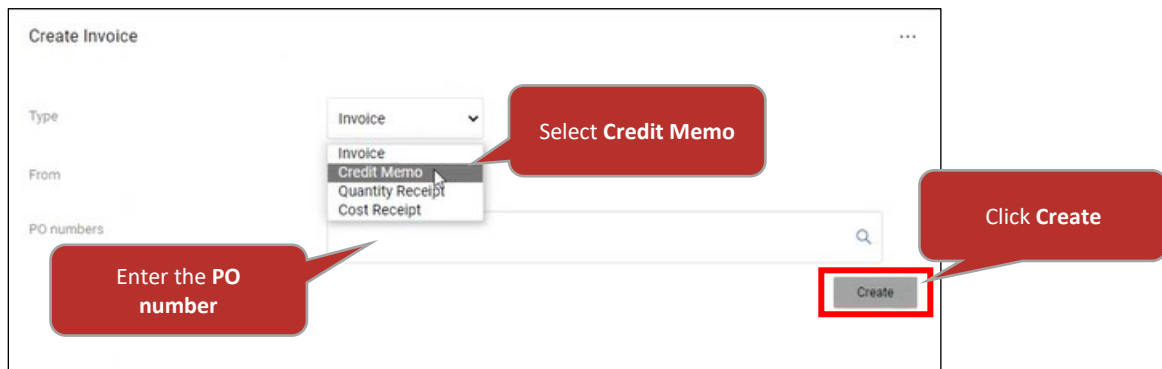 Create Invoice ...
Type
Invoice
Select Credit Memo
Invoice
Credit Memo
Quantity Receipt
Cost Receipt
From
PO numbers
Enter the PO
number
Click Create
Create